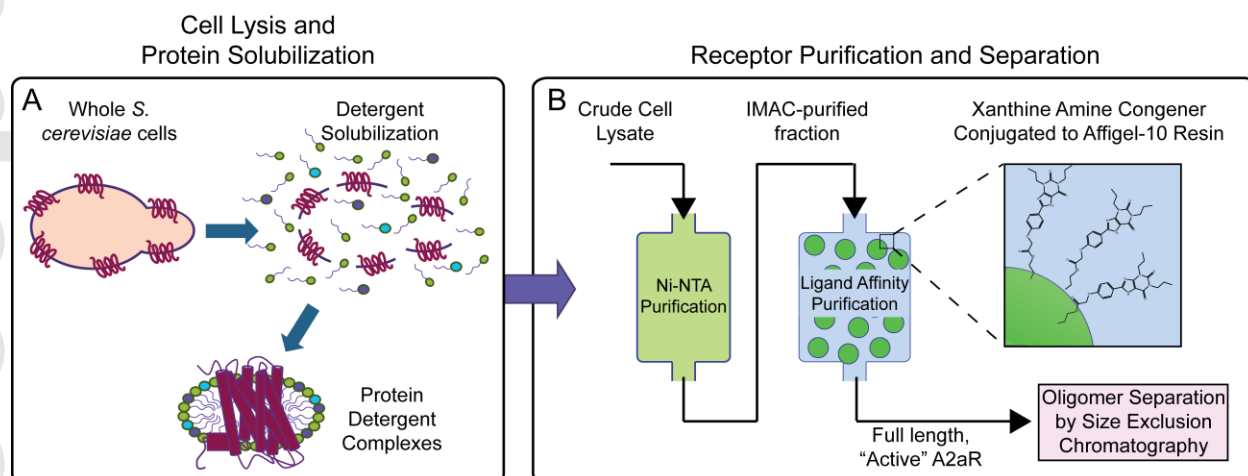 Cell Lysis and
Protein Solubilization
A
Whole S.
cerevisiae cells
Detergent
Solubilization
Protein
Detergent
Complexes
Receptor Purification and Separation
B
Crude Cell
Lysate
IMAC-purified
fraction
Xanthine Amine Congener
Conjugated to Affigel-10 Resin
Ni-NTA
Purification
Ligand Affinity
Purification
Full length,
"Active" A2aR
Oligomer Separation
by Size Exclusion
Chromatography